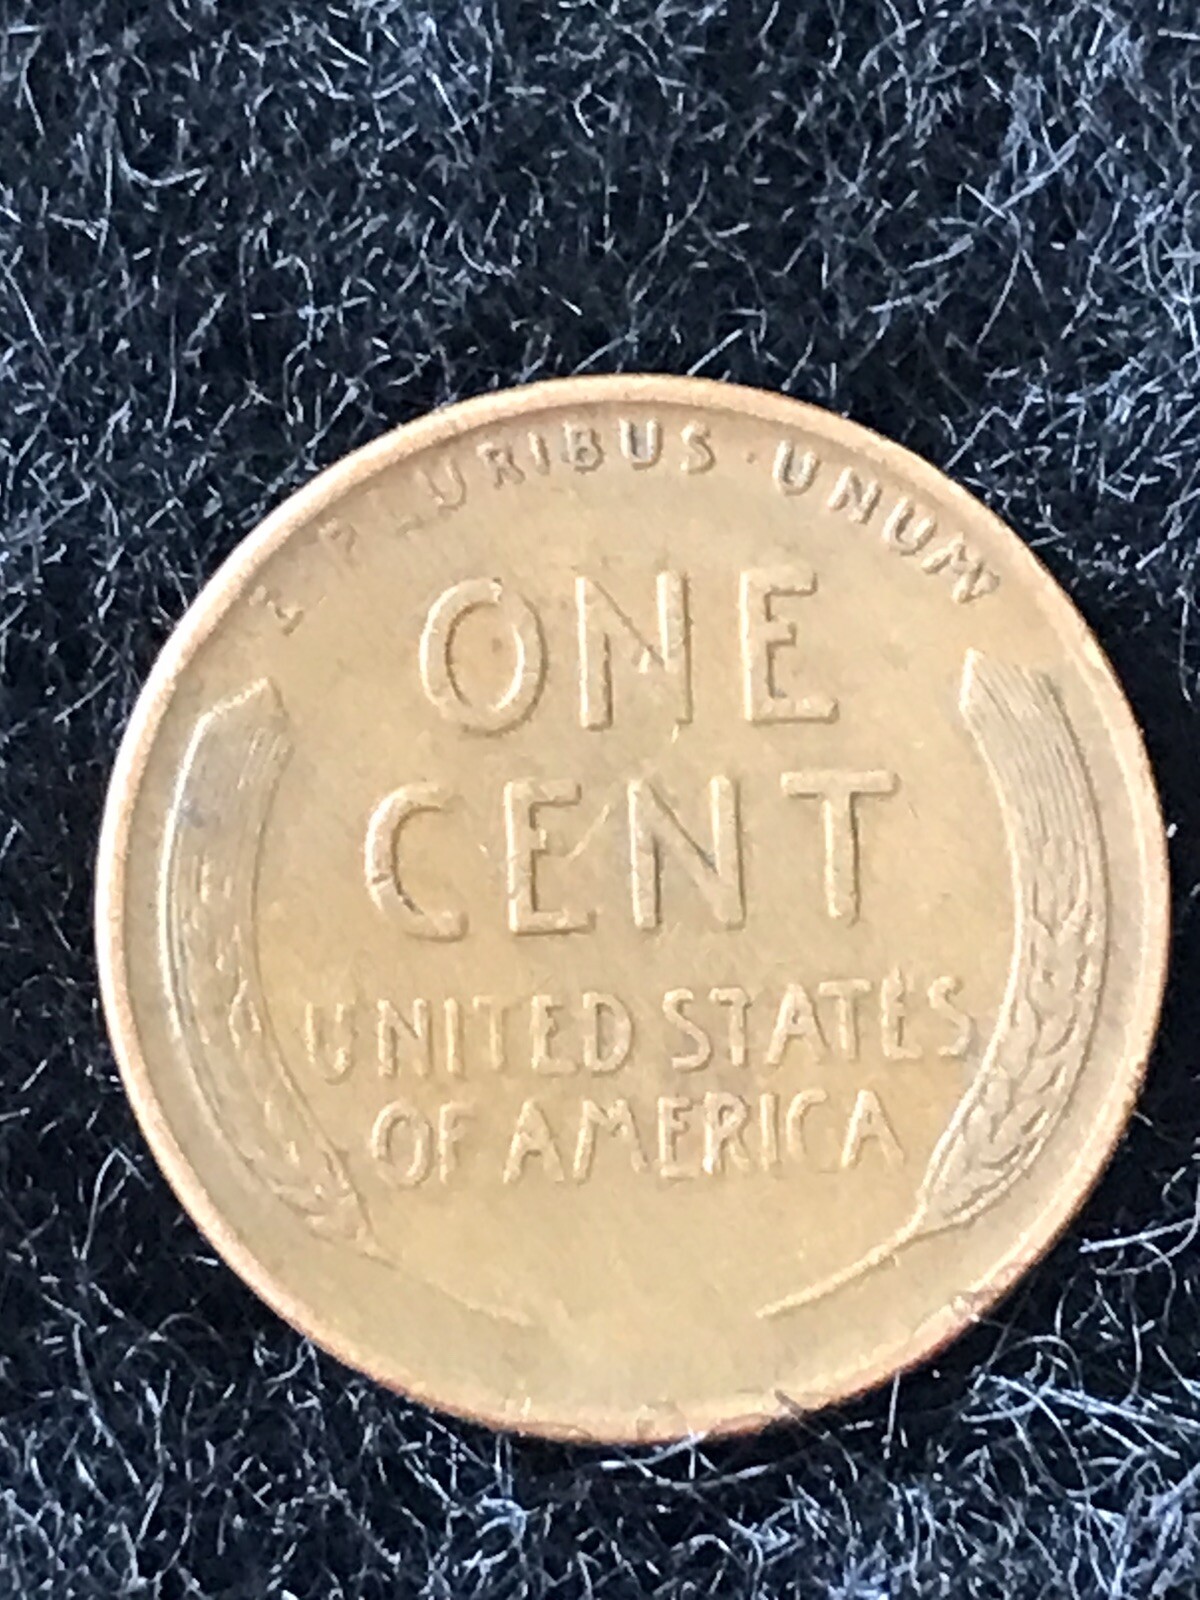 E PLURIBUS · UNUM
ONE
CENT
UNITED STATES
OF AMERICA